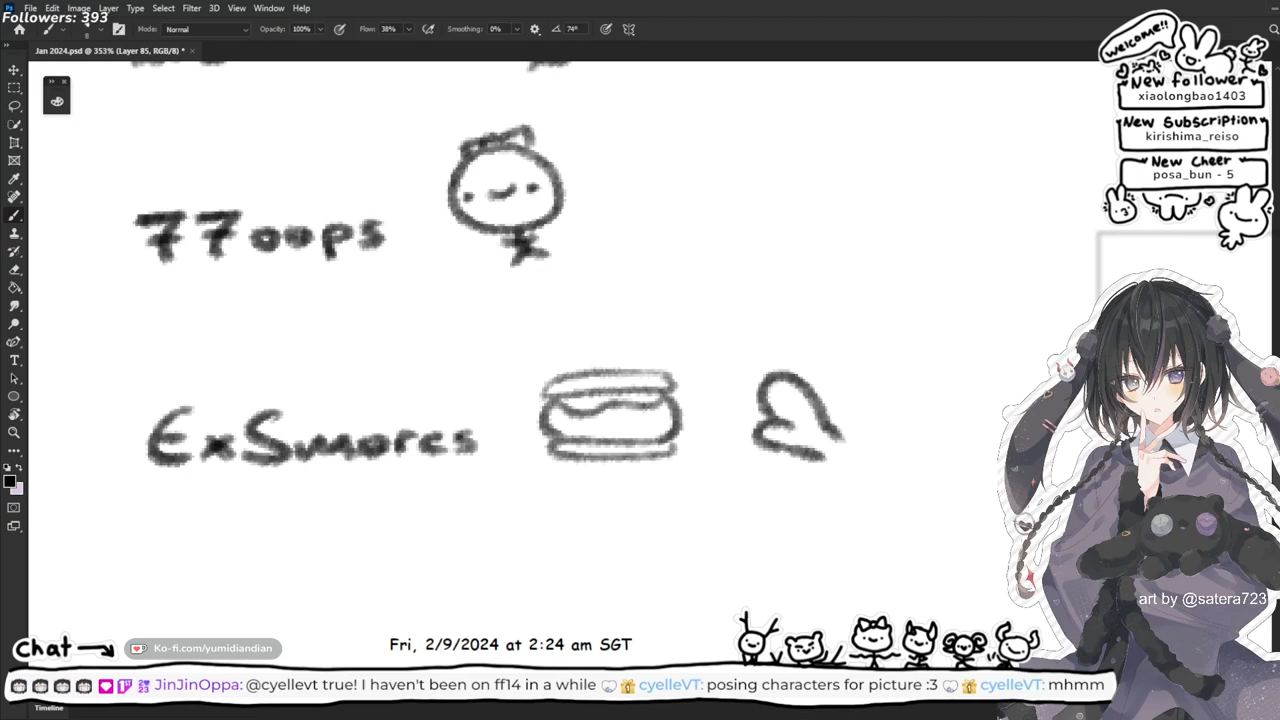 Ps File Edit Image Layer Type Select Filter 3D View Window Help
Followers: 393
Mode: Normal Opacity: 100% Flow: 38% Smoothing: 0% 74°
Jan 2024.psd @ 353% (Layer 85, RGB/8) *
welcome!!
New follower
xiaolongbao1403
New Subscription
kirishima_reiso
New Cheer
posa_bun - 5
77oops
ExSmores
art by @satera723
chat
Ko-fi.com/yumidiandian
Fri, 2/9/2024 at 2:24 am SGT
JinJinOppa: @cyellevt true! I haven't been on ff14 in a while cyelleVT: posing characters for picture :3 cyelleVT: mhmm
Timeline